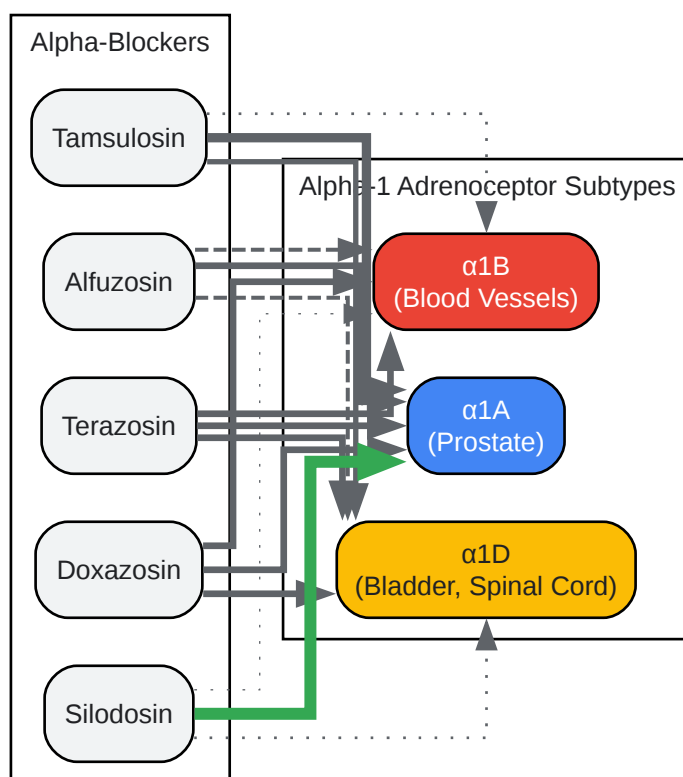 Alpha-Blockers
Tamsulosin
Alpha-1 Adrenoceptor Subtypes
Alfuzosin
α1B
(Blood Vessels)
Terazosin
α1A
(Prostate)
Doxazosin
α1D
(Bladder, Spinal Cord)
Silodosin